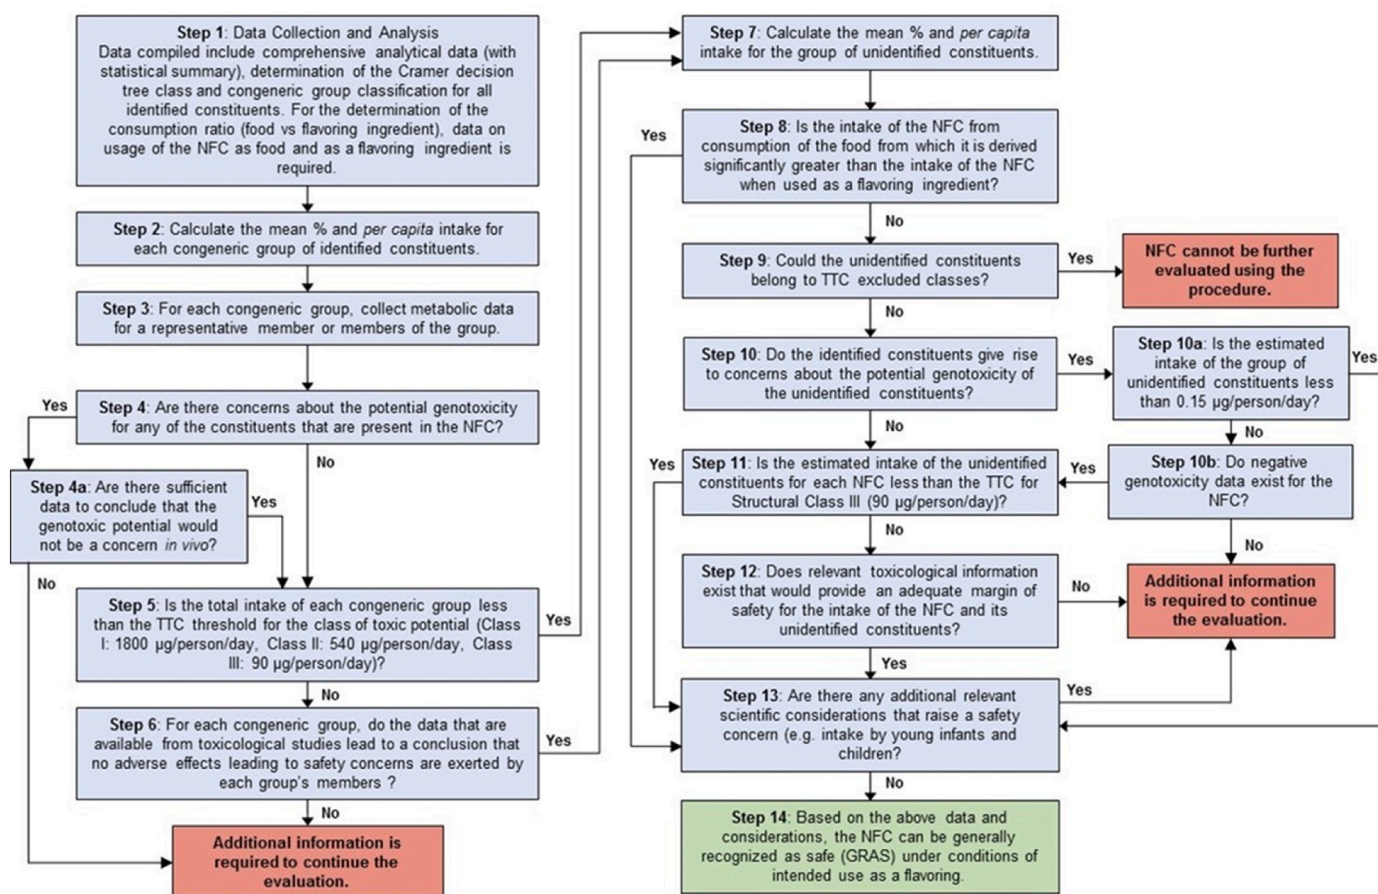 Step 1: Data Collection and Analysis
Data compiled include comprehensive analytical data (with
statistical summary), determination of the Cramer decision
tree class and congeneric group classification for all
identified constituents. For the determination of the
consumption ratio (food vs flavoring ingredient), data on
usage of the NFC as food and as a flavoring ingredient is
required.
Step 2: Calculate the mean % and per capita intake for
each congeneric group of identified constituents.
Step 3: For each congeneric group, collect metabolic data
for a representative member or members of the group.
Yes
Step 4: Are there concerns about the potential genotoxicity
for any of the constituents that are present in the NFC?
No
Step 4a: Are there sufficient
data to conclude that the
genotoxic potential would
not be a concern in vivo?
Yes
No
Step 5: Is the total intake of each congeneric group less
than the TTC threshold for the class of toxic potential (Class
I: 1800 µg/person/day, Class II: 540 µg/person/day, Class
III: 90 µg/person/day)?
Yes
No
Step 6: For each congeneric group, do the data that are
available from toxicological studies lead to a conclusion that
no adverse effects leading to safety concerns are exerted by
each group's members ?
Yes
No
Additional information is
required to continue the
evaluation.
Step 7: Calculate the mean % and per capita
intake for the group of unidentified constituents.
Yes
Step 8: Is the intake of the NFC from
consumption of the food from which it is derived
significantly greater than the intake of the NFC
when used as a flavoring ingredient?
No
Step 9: Could the unidentified constituents
belong to TTC excluded classes?
Yes
NFC cannot be further
evaluated using the
procedure.
No
Step 10: Do the identified constituents give rise
to concerns about the potential genotoxicity of
the unidentified constituents?
Yes
Step 10a: Is the estimated
intake of the group of
unidentified constituents less
than 0.15 µg/person/day?
Yes
No
No
Yes
Step 11: Is the estimated intake of the unidentified
constituents for each NFC less than the TTC for
Structural Class III (90 µg/person/day)?
Yes
Step 10b: Do negative
genotoxicity data exist for the
NFC?
No
No
Step 12: Does relevant toxicological information
exist that would provide an adequate margin of
safety for the intake of the NFC and its
unidentified constituents?
No
Additional information
is required to continue
the evaluation.
Yes
Step 13: Are there any additional relevant
scientific considerations that raise a safety
concern (e.g. intake by young infants and
children?
Yes
No
Step 14: Based on the above data and
considerations, the NFC can be generally
recognized as safe (GRAS) under conditions of
intended use as a flavoring.